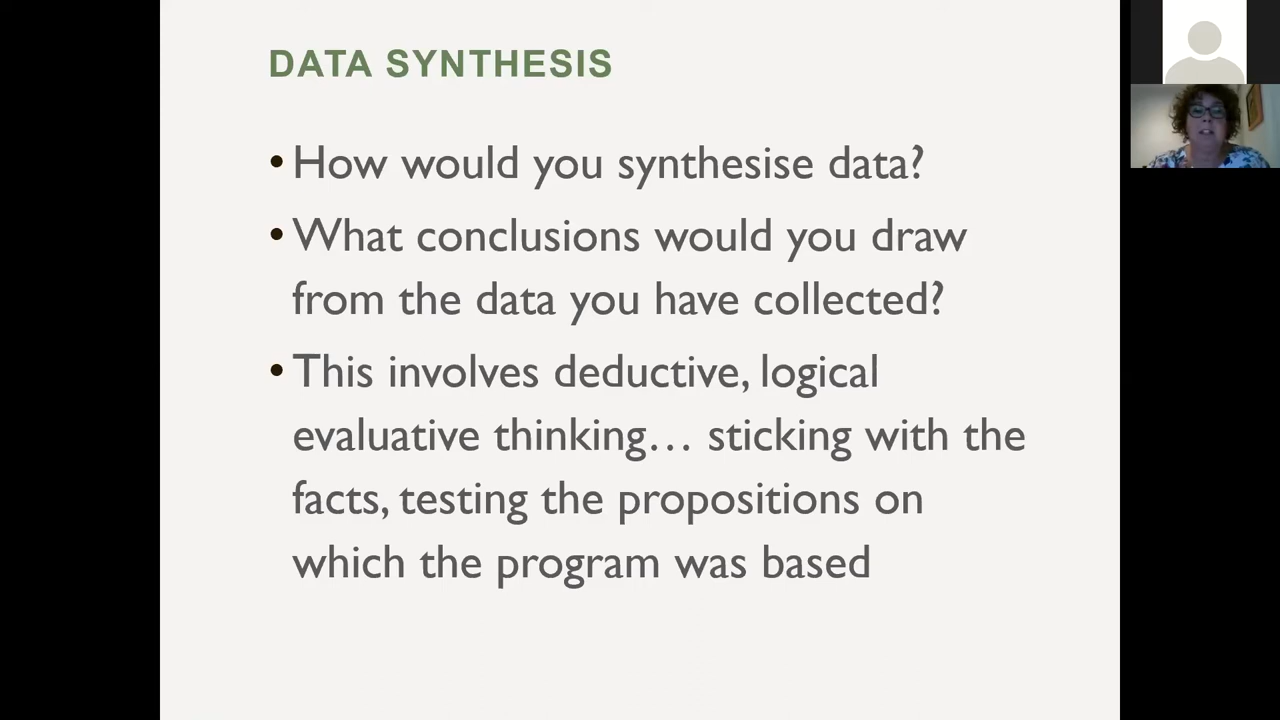 DATA SYNTHESIS
• How would you synthesise data?
• What conclusions would you draw
from the data you have collected?
• This involves deductive, logical
evaluative thinking… sticking with the
facts, testing the propositions on
which the program was based